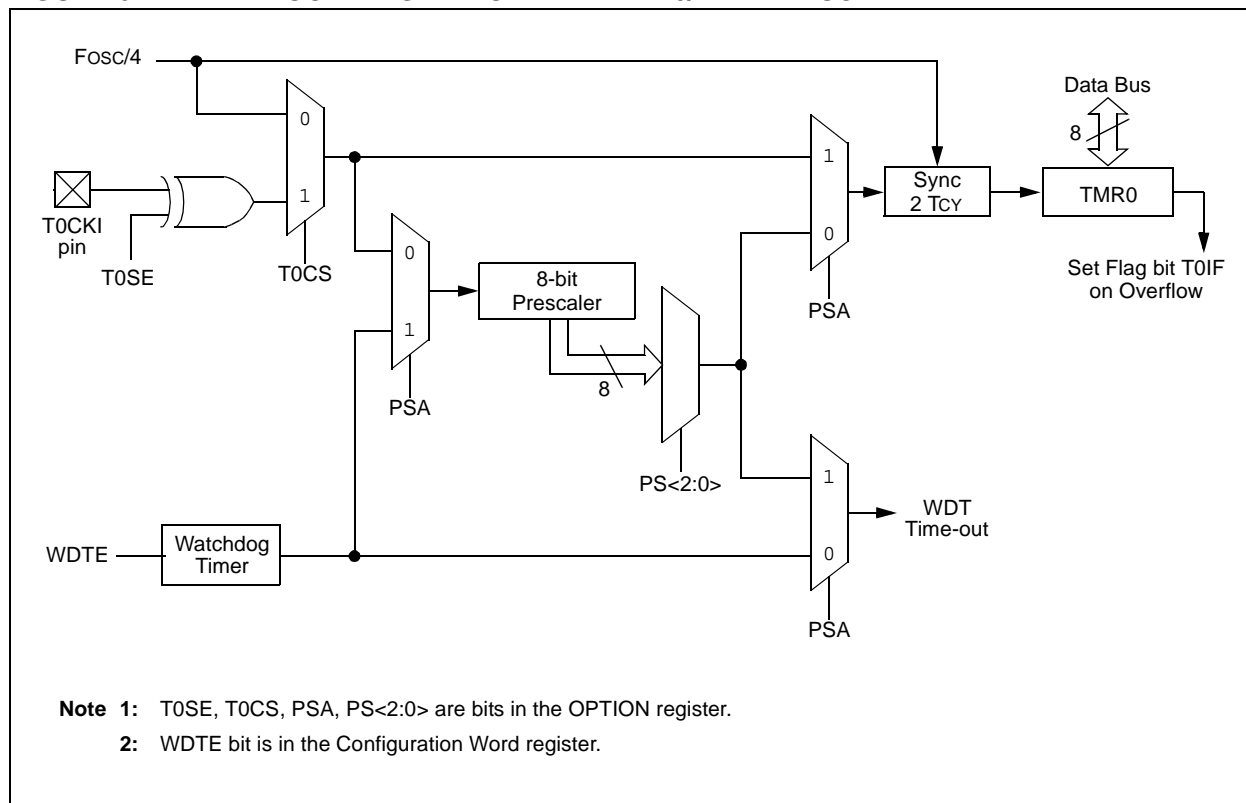 Fosc/4
Data Bus
0
8
1
Sync
2 Tcy
TMR0
1
T0CKI
pin
T0SE
T0CS
0
8-bit
Prescaler
0
PSA
Set Flag bit T0IF
on Overflow
1
8
PSA
PS<2:0>
1
WDT
Time-out
WDTE
Watchdog
Timer
0
PSA
Note 1: T0SE, T0CS, PSA, PS<2:0> are bits in the OPTION register.
2: WDTE bit is in the Configuration Word register.